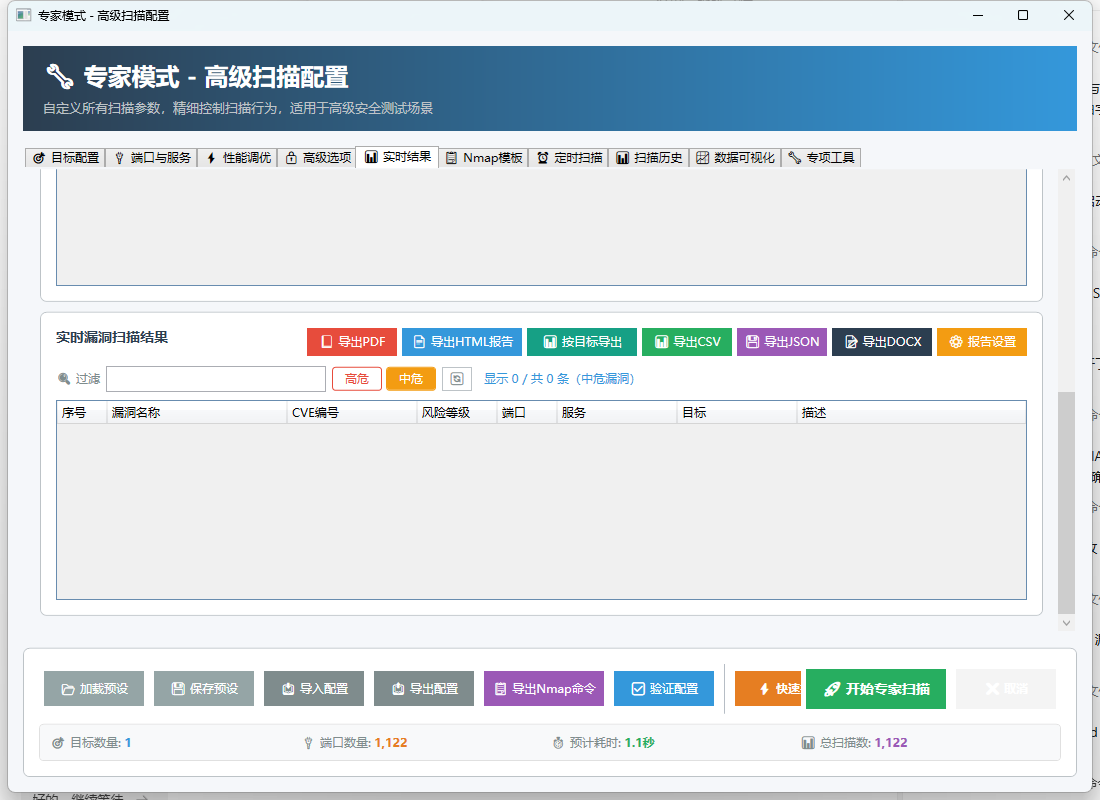 专家模式 - 高级扫描配置
专家模式 - 高级扫描配置
自定义所有扫描参数，精细控制扫描行为，适用于高级安全测试场景
目标配置 端口与服务 性能调优 高级选项 实时结果 Nmap模板 定时扫描 扫描历史 数据可视化 专项工具
实时漏洞扫描结果 导出PDF 导出HTML报告 按目标导出 导出CSV 导出JSON 导出DOCX 报告设置
过滤 高危 中危 显示 0 / 共 0 条（中危漏洞）
序号 漏洞名称 CVE编号 风险等级 端口 服务 目标 描述
加载预设 保存预设 导入配置 导出配置 导出Nmap命令 验证配置 快速 开始专家扫描 取消
目标数量: 1 端口数量: 1,122 预计耗时: 1.1秒 总扫描数: 1,122